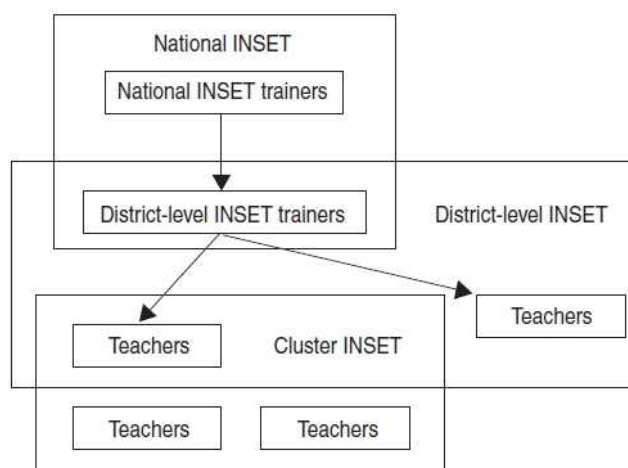 National INSET
National INSET trainers
District-level INSET trainers
District-level INSET
Teachers
Teachers
Cluster INSET
Teachers
Teachers